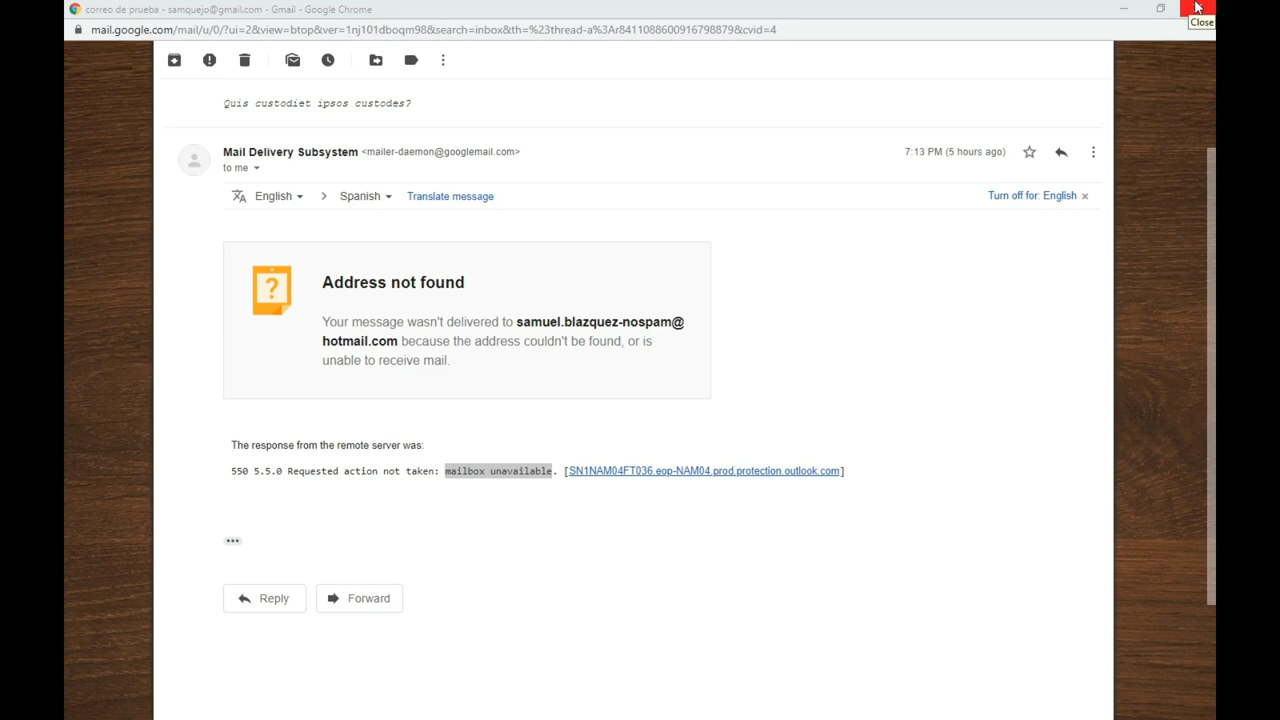 correo de prueba - samquejo@gmail.com - Gmail - Google Chrome
Close
mail.google.com/mail/u/0/?ui=2&view=btop&ver=1nj101dboqm98&search=inbox&th=%23thread-a%3Ar8411088600916798879&cvid=4
Quis custodiet ipsos custodes?
Mail Delivery Subsystem <mailer-daemon@googlemail.com>
7:13 PM (5 hours ago)
to me
English > Spanish Translate message
Turn off for: English ×
Address not found
Your message wasn't delivered to samuel.blazquez-nospam@
hotmail.com because the address couldn't be found, or is
unable to receive mail.
The response from the remote server was:
550 5.5.0 Requested action not taken: mailbox unavailable. [SN1NAM04FT036.eop-NAM04.prod.protection.outlook.com]
Reply
Forward